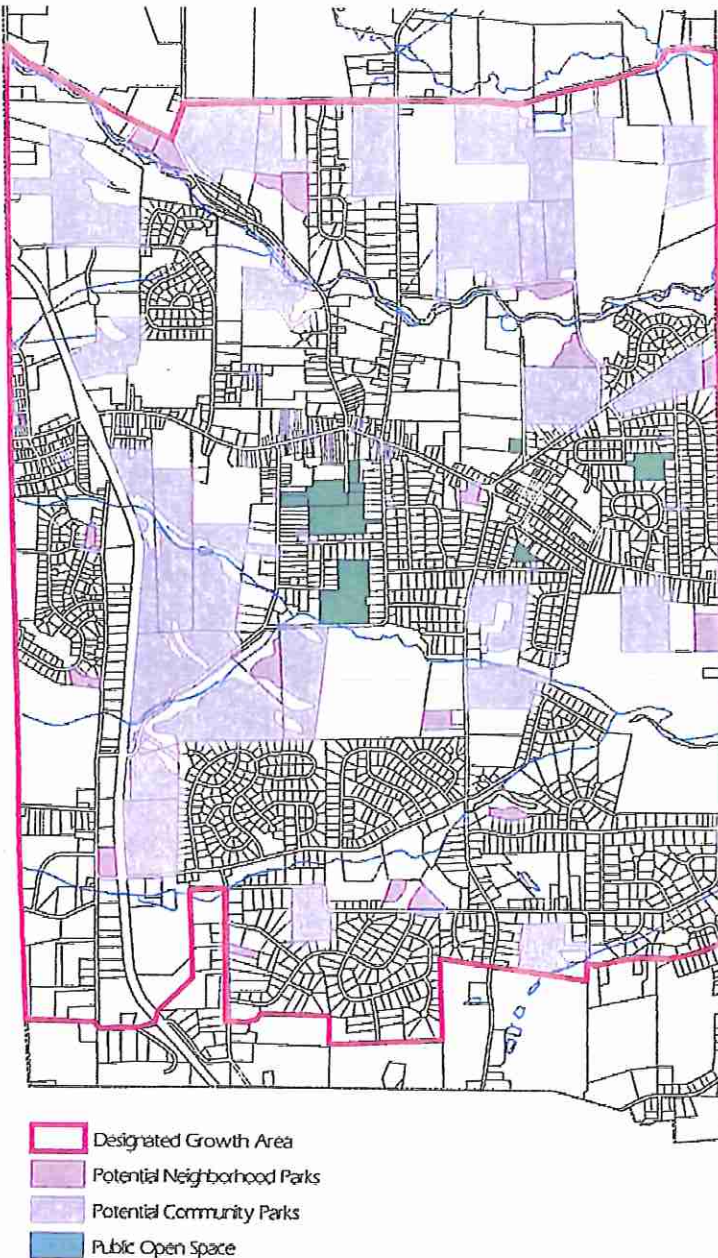 Designated Growth Area
Potential Neighborhood Parks
Potential Community Parks
Public Open Space